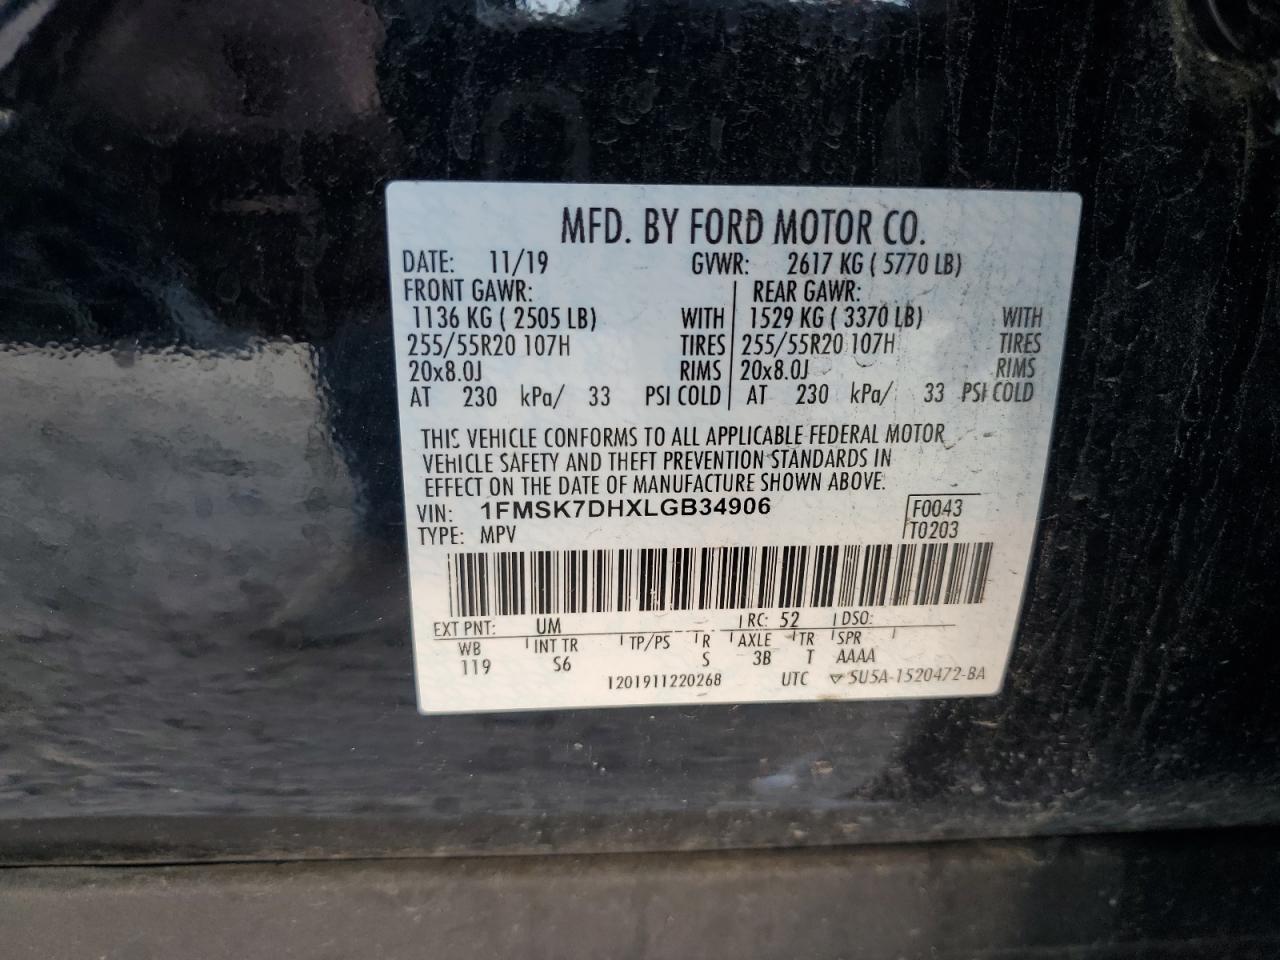 MFD. BY FORD MOTOR CO.
DATE: 11/19 GVWR: 2617 KG ( 5770 LB)
FRONT GAWR: REAR GAWR:
1136 KG ( 2505 LB) WITH 1529 KG ( 3370 LB) WITH
255/55R20 107H TIRES 255/55R20 107H TIRES
20x8.0J RIMS 20x8.0J RIMS
AT 230 kPa/ 33 PSI COLD AT 230 kPa/ 33 PSI COLD
THIS VEHICLE CONFORMS TO ALL APPLICABLE FEDERAL MOTOR
VEHICLE SAFETY AND THEFT PREVENTION STANDARDS IN
EFFECT ON THE DATE OF MANUFACTURE SHOWN ABOVE.
VIN: 1FMSK7DHXLGB34906 F0043
TYPE: MPV T0203
EXT PNT: UM RC: 52 DSO:
WB INT TR TP/PS R AXLE TR SPR
119 S6 S 3B T AAAA
1201911220268 UTC ▽5U5A-1520472-BA